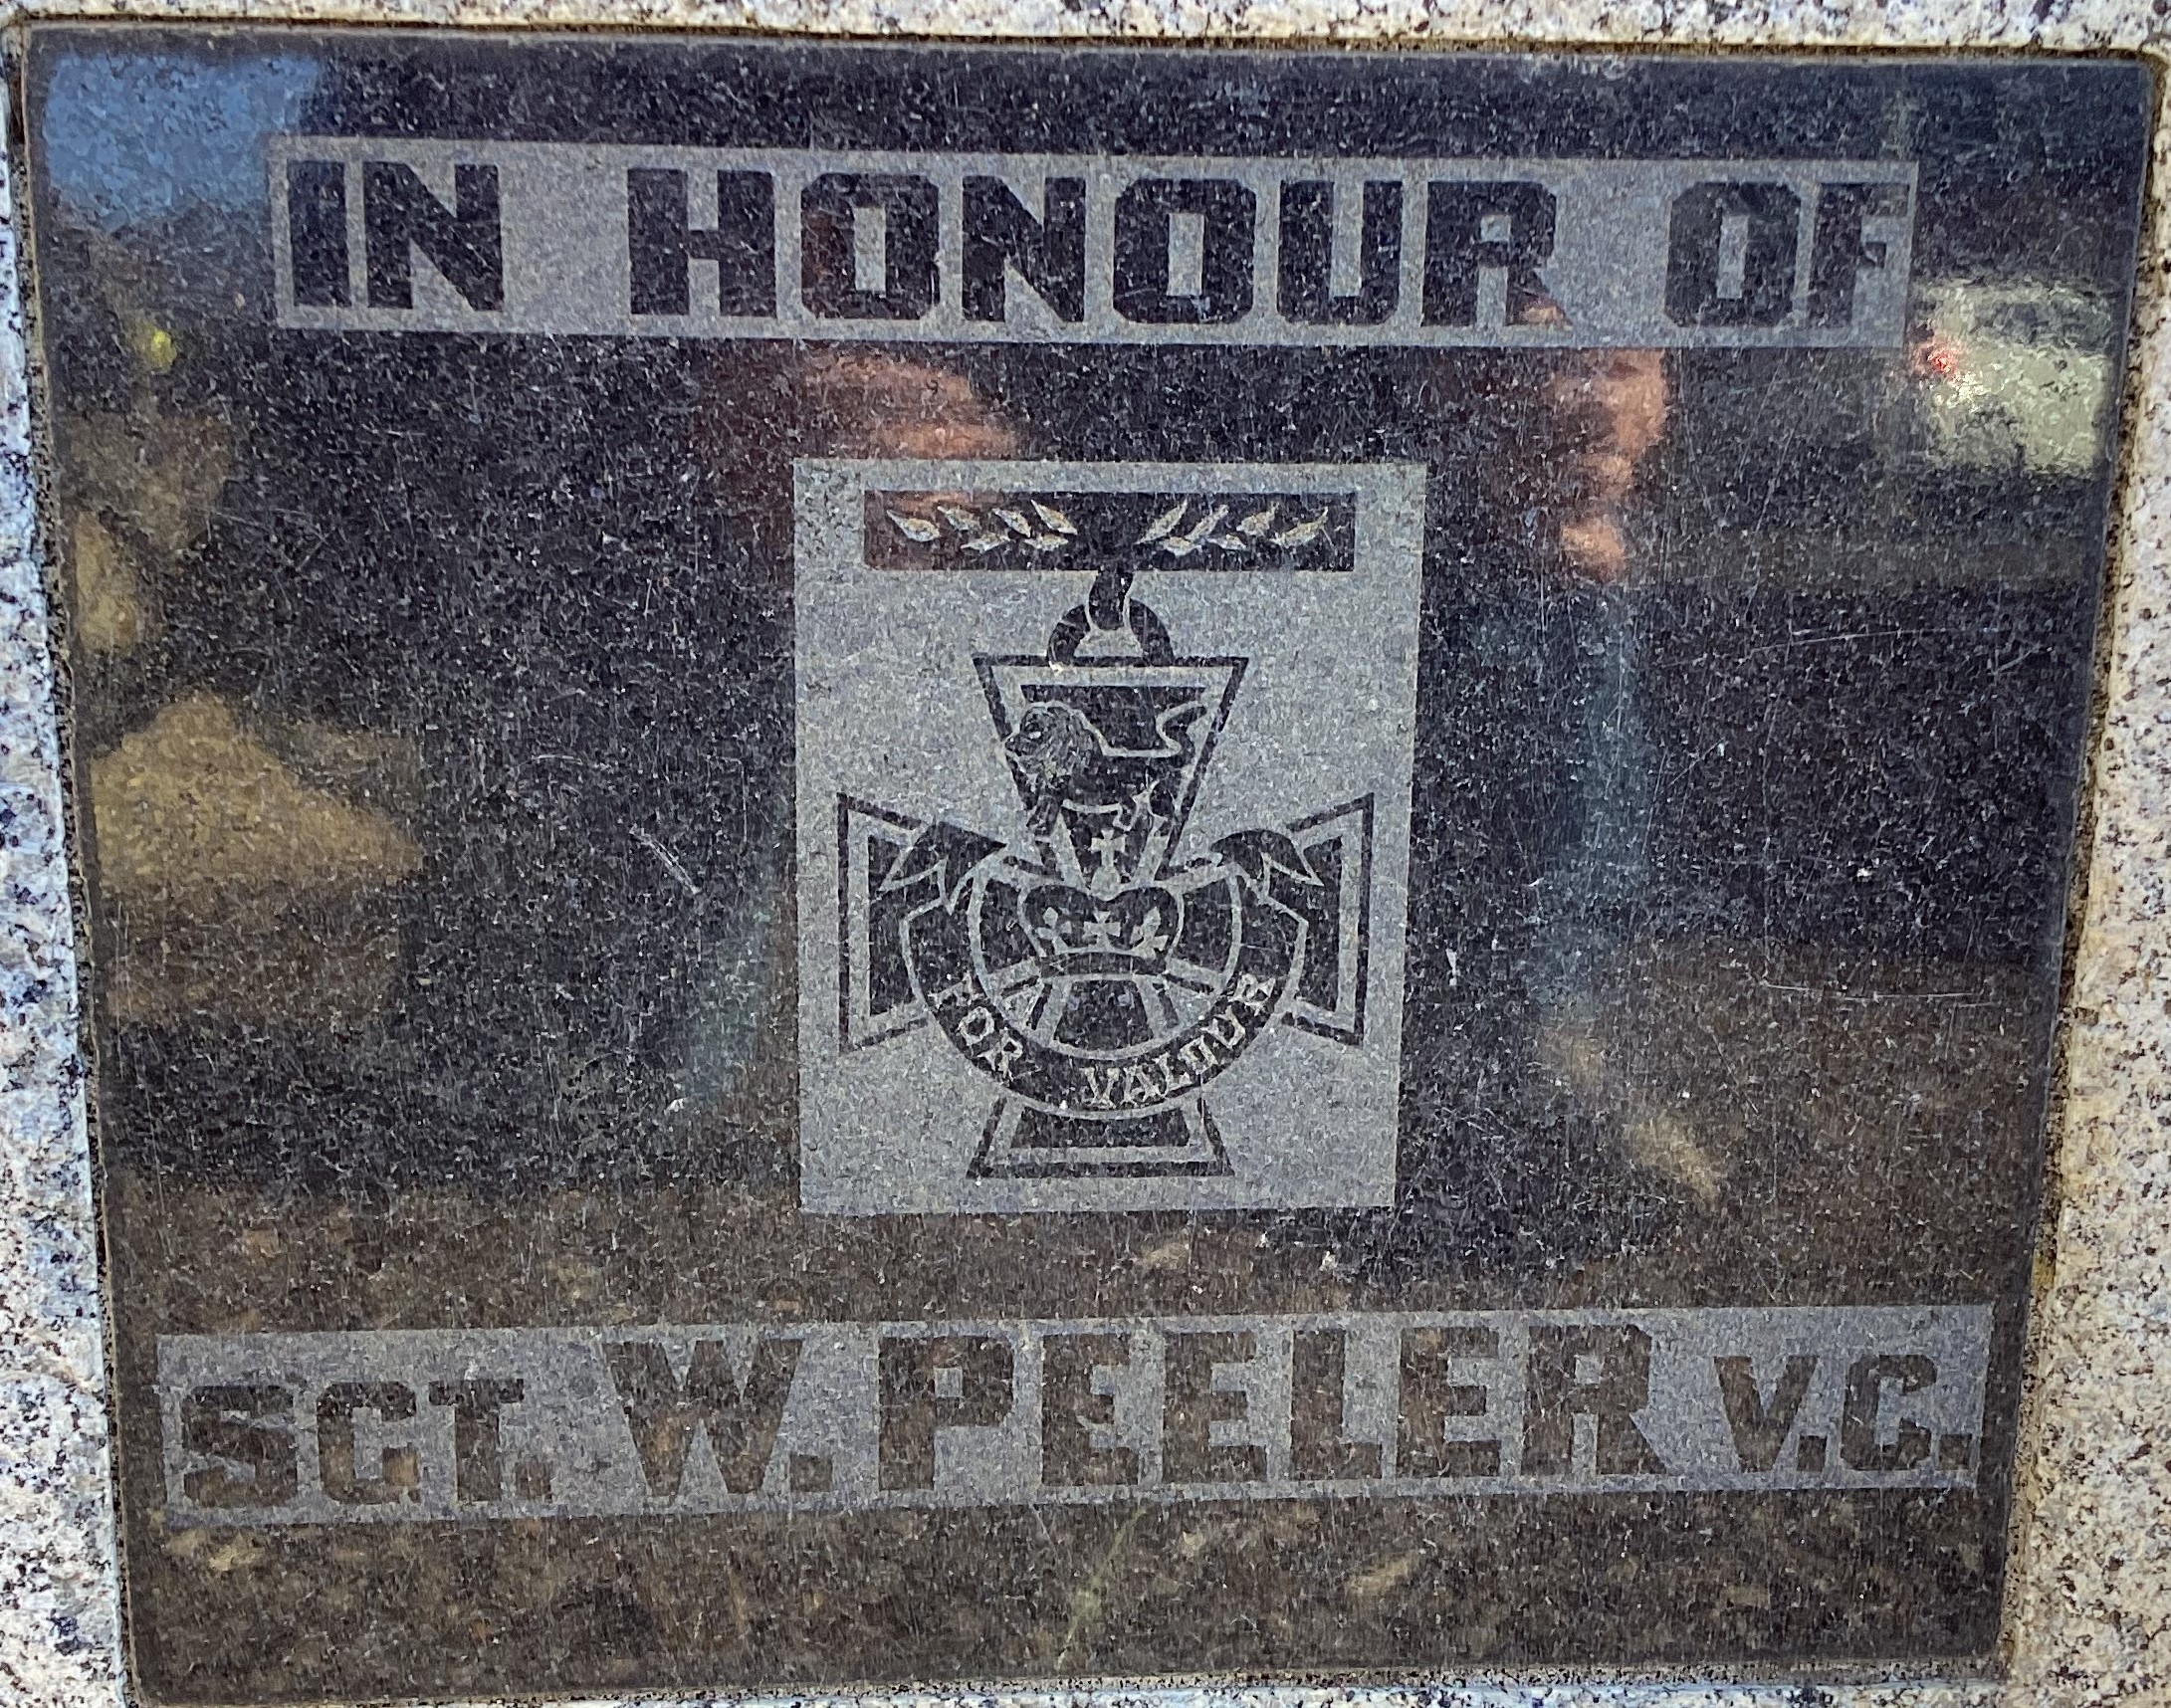 IN HONOUR OF
FOR VALOUR
SGT. W. PEELER V.C.